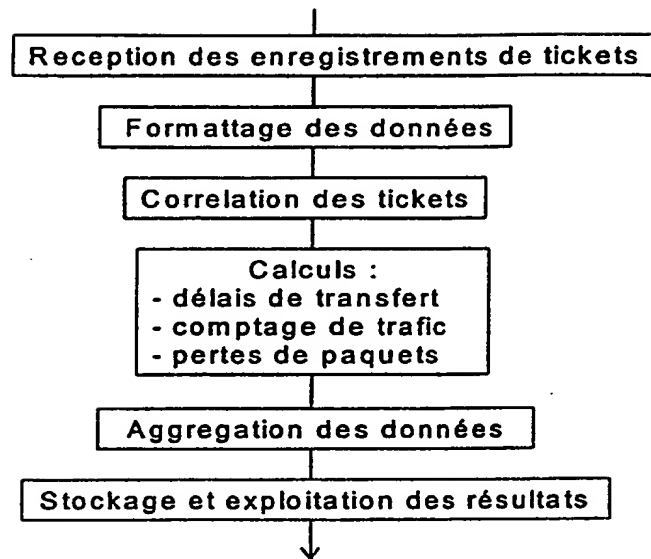 Reception des enregistrements de tickets
Formattage des données
Correlation des tickets
Calculs :
- délais de transfert
- comptage de trafic
- pertes de paquets
Aggregation des données
Stockage et exploitation des résultats